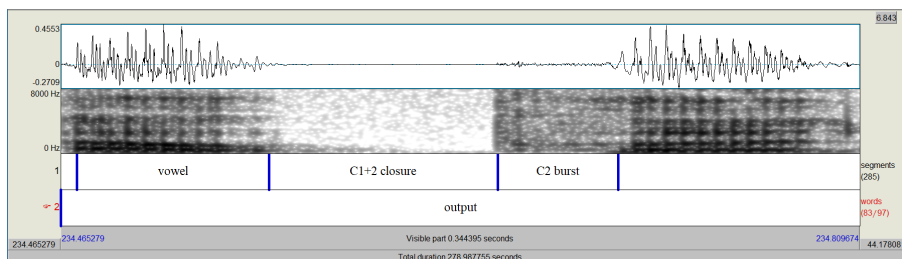 6.843
0.4553
0
-0.2709
8000 Hz
0 Hz
1 vowel C1+2 closure C2 burst segments (285)
2 output words (83/97)
234.465279 Visible part 0.344395 seconds 234.809674
234.465279 Total duration 278.987755 seconds 44.17808